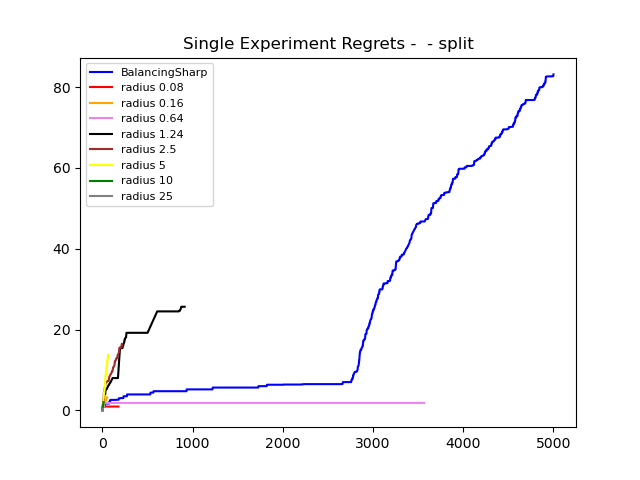 Single Experiment Regrets -  - split
BalancingSharp
radius 0.08
radius 0.16
radius 0.64
radius 1.24
radius 2.5
radius 5
radius 10
radius 25
80
60
40
20
0
0 1000 2000 3000 4000 5000